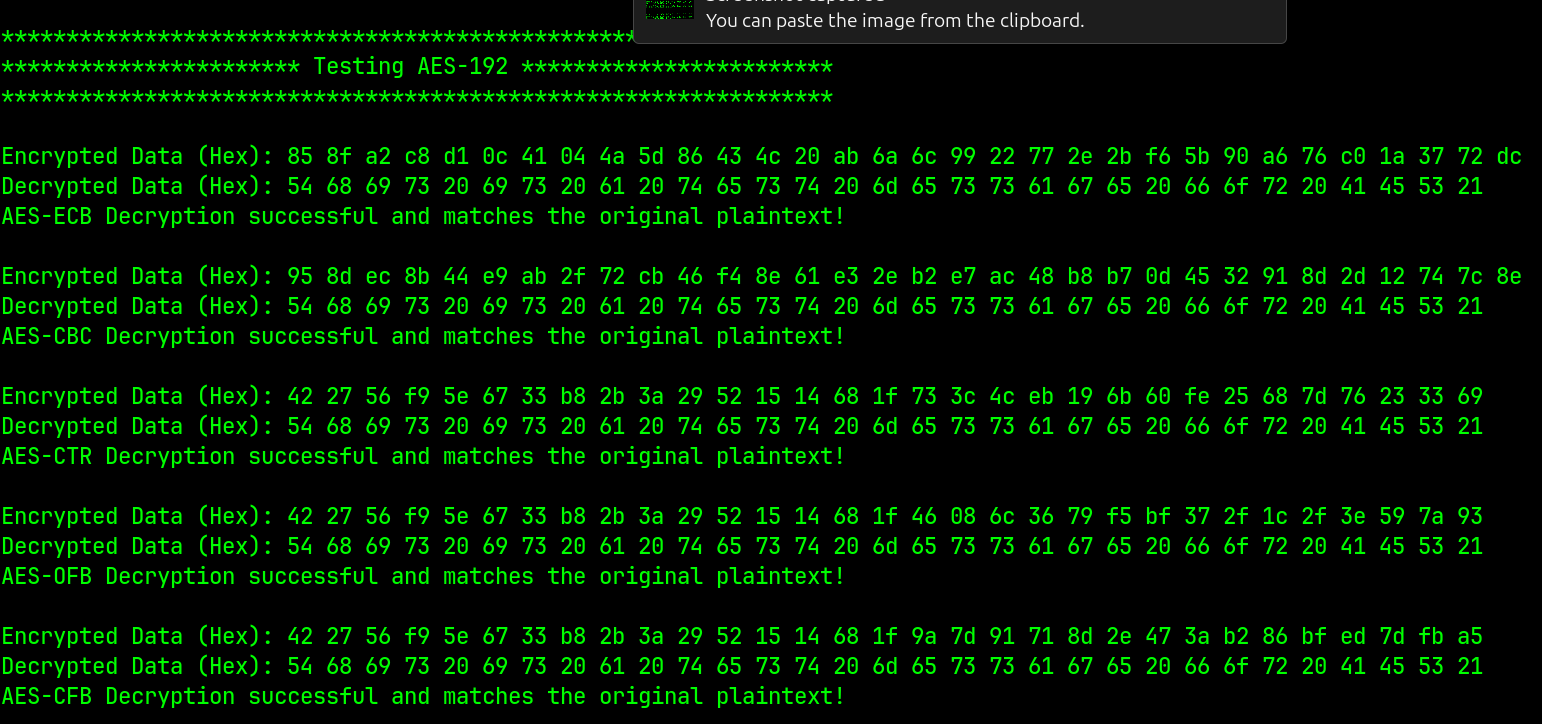 You can paste the image from the clipboard.
*************************************************
*********************** Testing AES-192 ************************
****************************************************************
Encrypted Data (Hex): 85 8f a2 c8 d1 0c 41 04 4a 5d 86 43 4c 20 ab 6a 6c 99 22 77 2e 2b f6 5b 90 a6 76 c0 1a 37 72 dc
Decrypted Data (Hex): 54 68 69 73 20 69 73 20 61 20 74 65 73 74 20 6d 65 73 73 61 67 65 20 66 6f 72 20 41 45 53 21
AES-ECB Decryption successful and matches the original plaintext!
Encrypted Data (Hex): 95 8d ec 8b 44 e9 ab 2f 72 cb 46 f4 8e 61 e3 2e b2 e7 ac 48 b8 b7 0d 45 32 91 8d 2d 12 74 7c 8e
Decrypted Data (Hex): 54 68 69 73 20 69 73 20 61 20 74 65 73 74 20 6d 65 73 73 61 67 65 20 66 6f 72 20 41 45 53 21
AES-CBC Decryption successful and matches the original plaintext!
Encrypted Data (Hex): 42 27 56 f9 5e 67 33 b8 2b 3a 29 52 15 14 68 1f 73 3c 4c eb 19 6b 60 fe 25 68 7d 76 23 33 69
Decrypted Data (Hex): 54 68 69 73 20 69 73 20 61 20 74 65 73 74 20 6d 65 73 73 61 67 65 20 66 6f 72 20 41 45 53 21
AES-CTR Decryption successful and matches the original plaintext!
Encrypted Data (Hex): 42 27 56 f9 5e 67 33 b8 2b 3a 29 52 15 14 68 1f 46 08 6c 36 79 f5 bf 37 2f 1c 2f 3e 59 7a 93
Decrypted Data (Hex): 54 68 69 73 20 69 73 20 61 20 74 65 73 74 20 6d 65 73 73 61 67 65 20 66 6f 72 20 41 45 53 21
AES-OFB Decryption successful and matches the original plaintext!
Encrypted Data (Hex): 42 27 56 f9 5e 67 33 b8 2b 3a 29 52 15 14 68 1f 9a 7d 91 71 8d 2e 47 3a b2 86 bf ed 7d fb a5
Decrypted Data (Hex): 54 68 69 73 20 69 73 20 61 20 74 65 73 74 20 6d 65 73 73 61 67 65 20 66 6f 72 20 41 45 53 21
AES-CFB Decryption successful and matches the original plaintext!